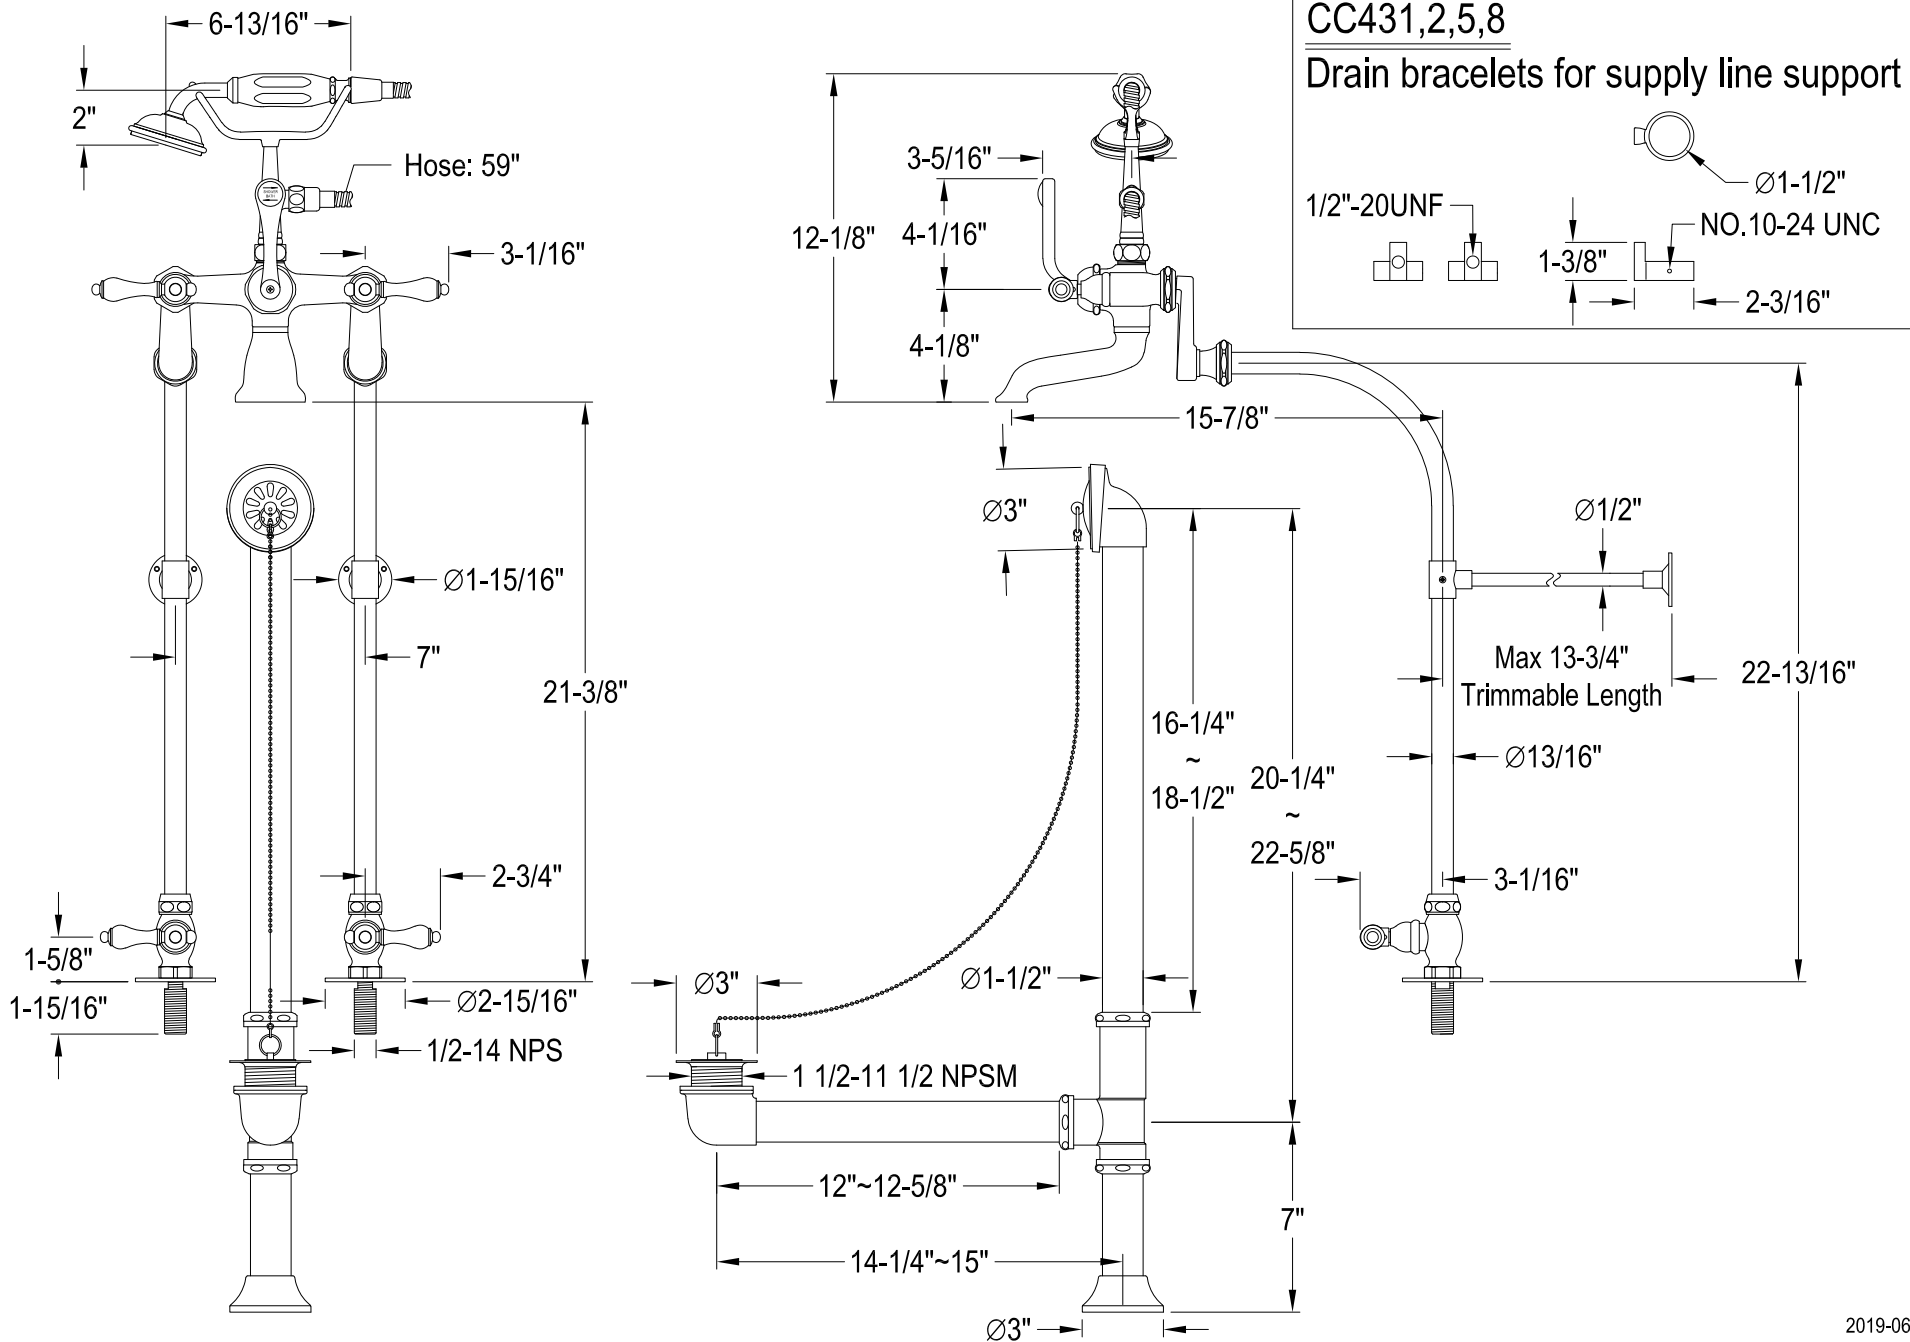 CC431,2,5,8
Drain bracelets for supply line support
6-13/16"
2"
Hose: 59"
SHOWER
BATH
3-1/16"
12-1/8"
3-5/16"
4-1/16"
4-1/8"
Ø1-1/2"
1/2"-20UNF
NO.10-24 UNC
1-3/8"
2-3/16"
15-7/8"
Ø3"
Ø1/2"
Ø1-15/16"
7"
21-3/8"
Max 13-3/4"
Trimmable Length
22-13/16"
16-1/4"
~
18-1/2"
20-1/4"
~
22-5/8"
Ø13/16"
2-3/4"
3-1/16"
1-5/8"
1-15/16"
Ø2-15/16"
1/2-14 NPS
Ø3"
Ø1-1/2"
1 1/2-11 1/2 NPSM
12"~12-5/8"
7"
14-1/4"~15"
Ø3"
2019-06